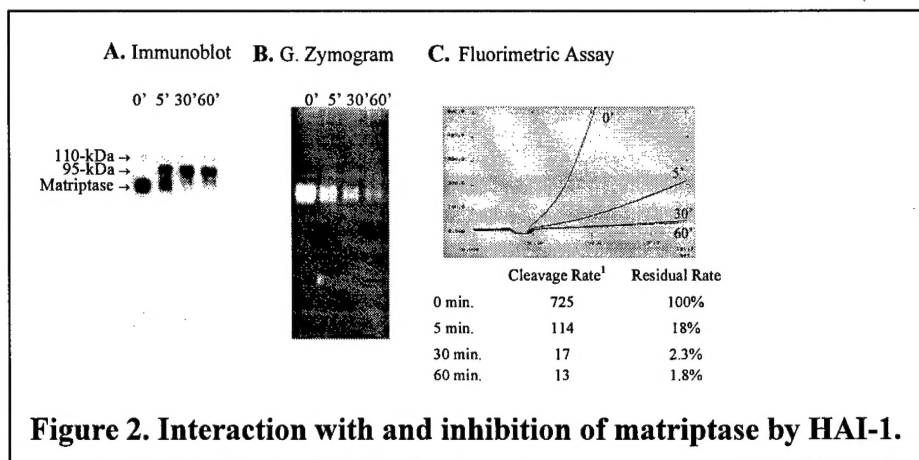 A. Immunoblot
0' 5' 30' 60'
110-kDa →
95-kDa →
Matriptase →
B. G. Zymogram
0' 5' 30' 60'
C. Fluorimetric Assay
0'
5'
30'
60'
Cleavage Rate¹ Residual Rate
0 min. 725 100%
5 min. 114 18%
30 min. 17 2.3%
60 min. 13 1.8%
Figure 2. Interaction with and inhibition of matriptase by HAI-1.